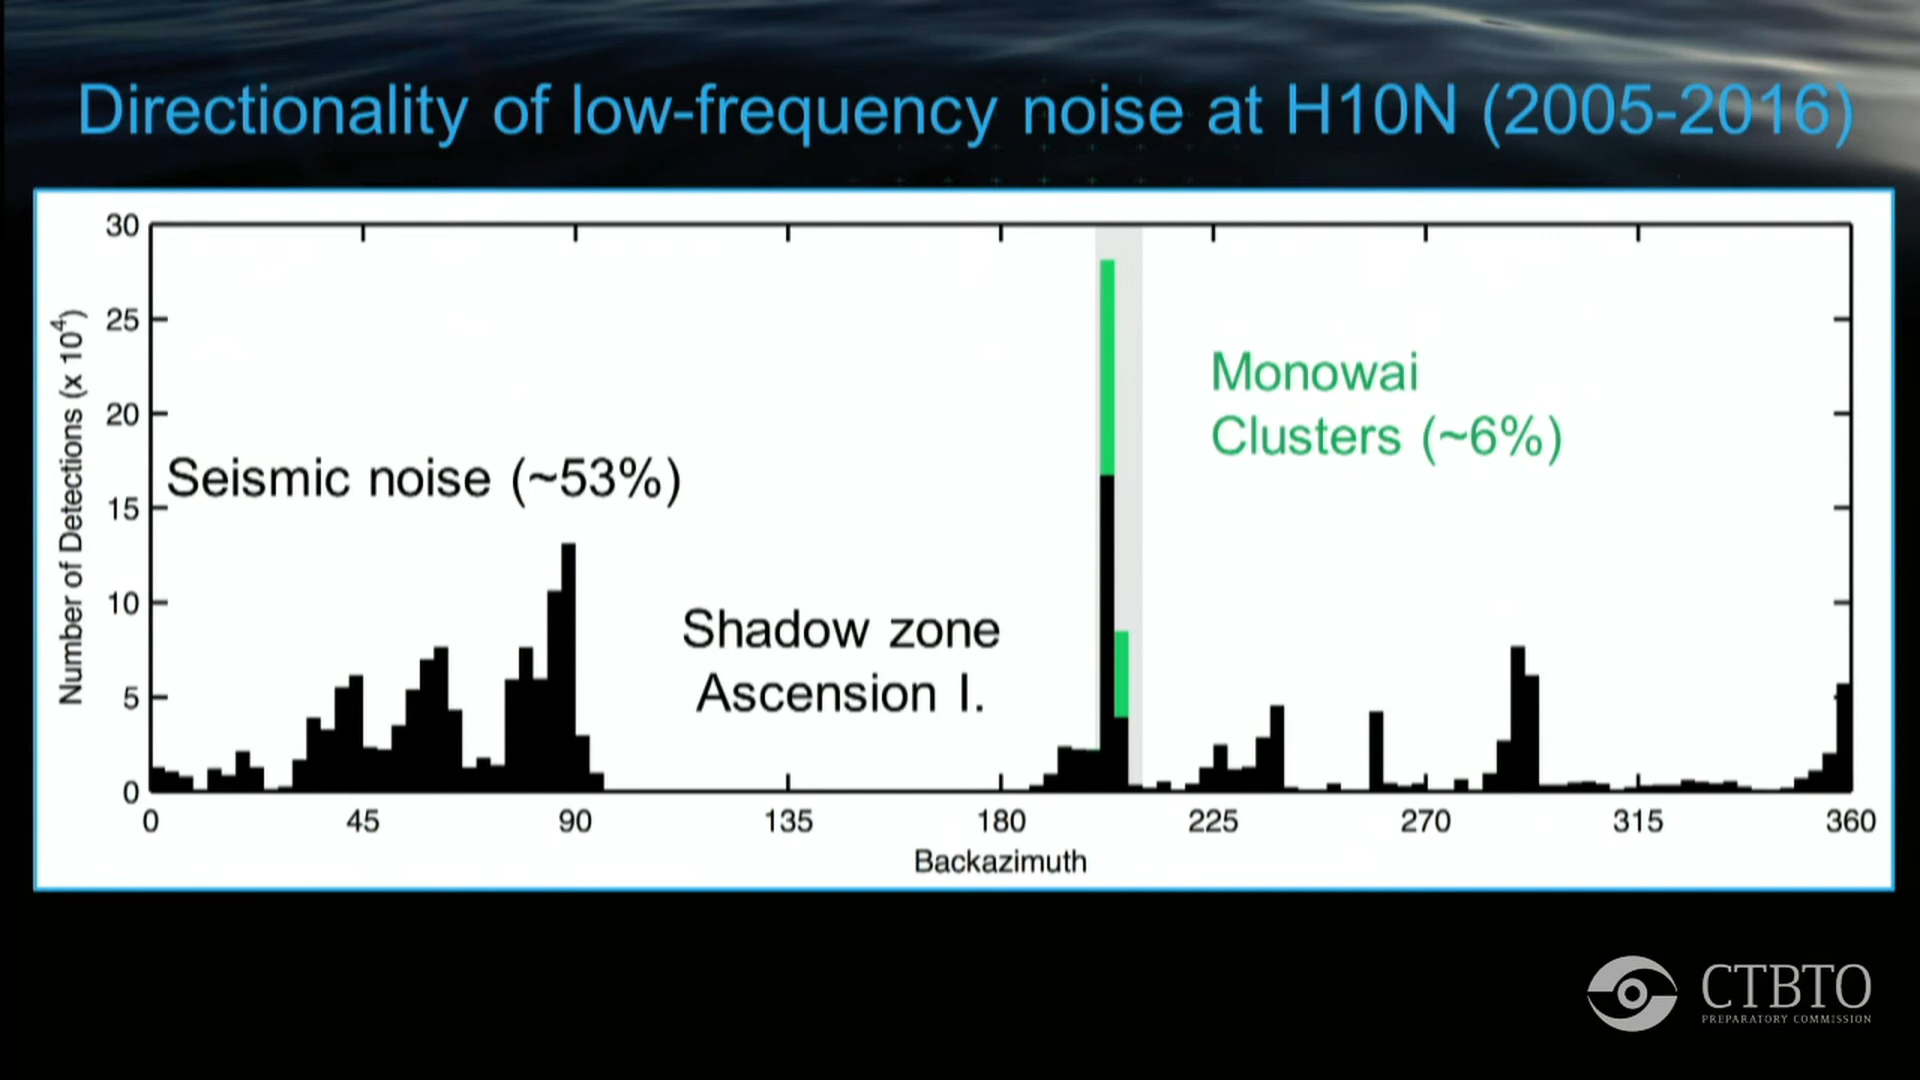 Directionality of low-frequency noise at H10N (2005-2016)
30
25
20
15
10
5
0
Number of Detections (x 10⁴)
Seismic noise (~53%)
Shadow zone
Ascension I.
Monowai
Clusters (~6%)
0 45 90 135 180 225 270 315 360
Backazimuth
CTBTO
PREPARATORY COMMISSION